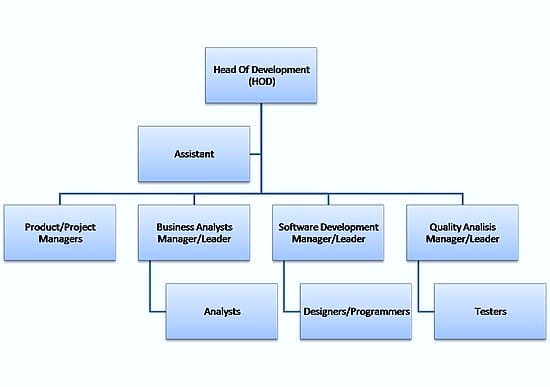 Head Of Development
(HOD)
Assistant
Product/Project
Managers
Business Analysts
Manager/Leader
Software Development
Manager/Leader
Quality Analisis
Manager/Leader
Analysts
Designers/Programmers
Testers